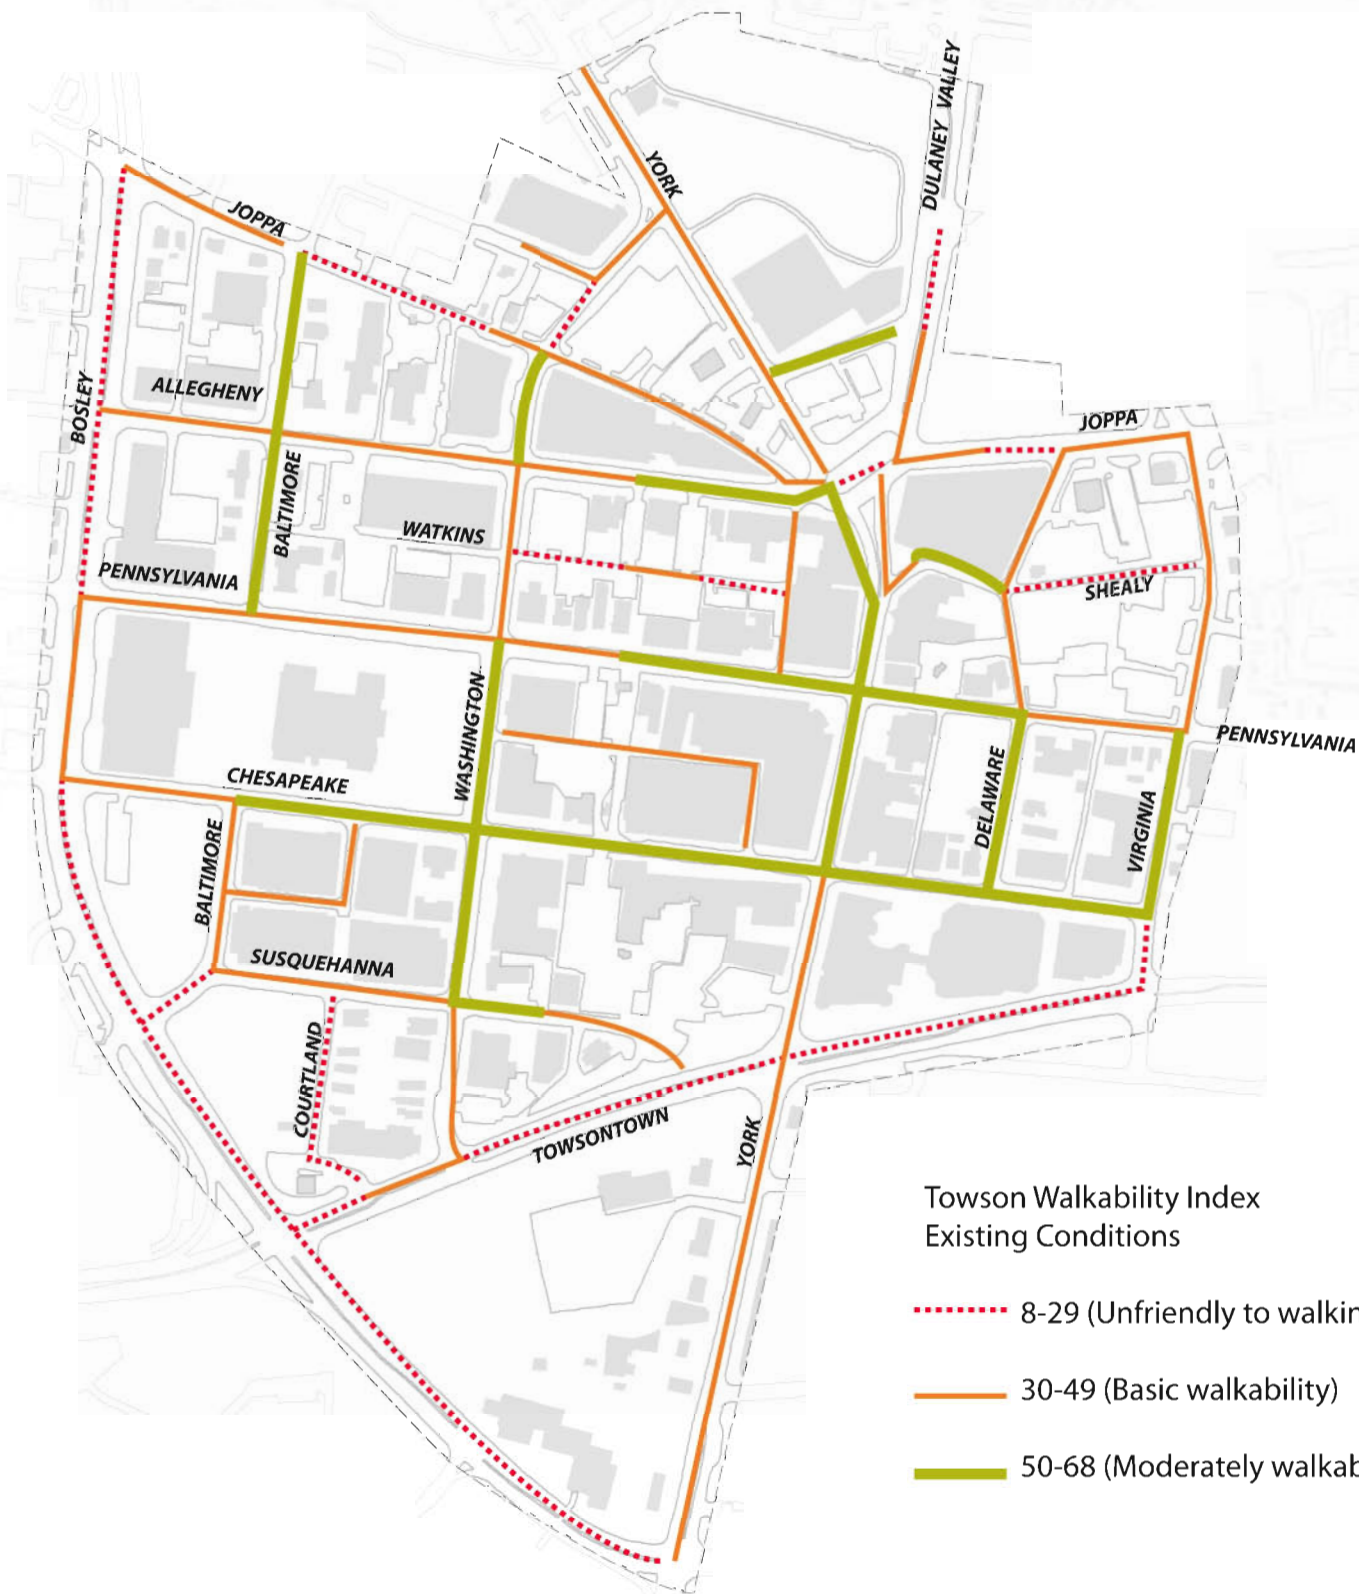 DULANEY VALLEY
YORK
JOPPA
BOSLEY
ALLEGHENY
JOPPA
BALTIMORE
WATKINS
PENNSYLVANIA
SHEALY
WASHINGTON
PENNSYLVANIA
CHESAPEAKE
DELAWARE
VIRGINIA
BALTIMORE
SUSQUEHANNA
COURTLAND
TOWSONTOWN
YORK
Towson Walkability Index
Existing Conditions
8-29 (Unfriendly to walkin
30-49 (Basic walkability)
50-68 (Moderately walkab